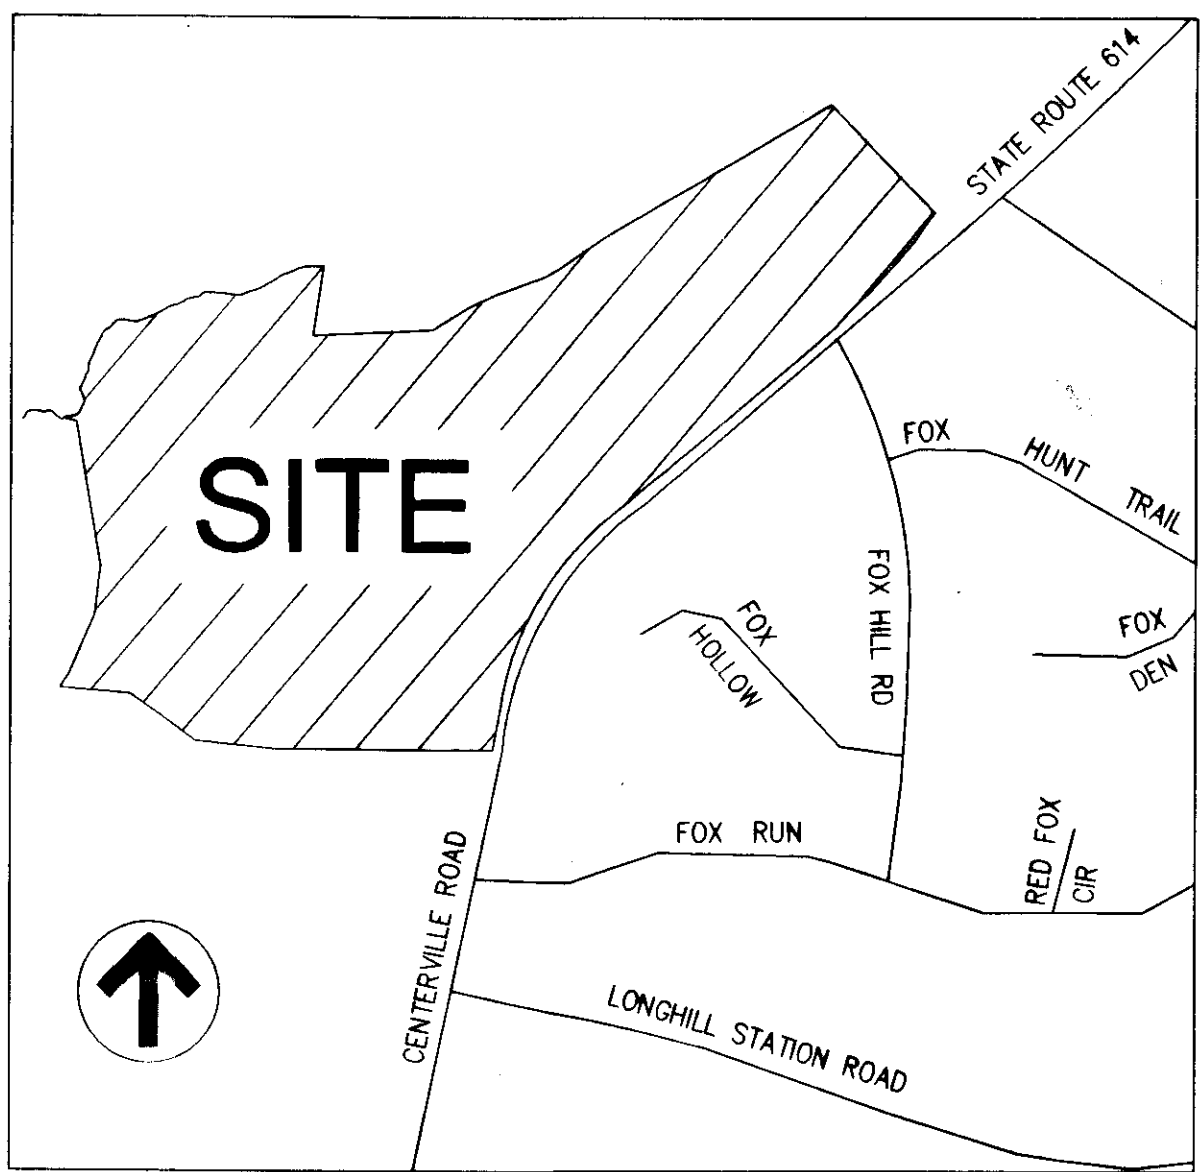 STATE ROUTE 614
FOX
HUNT TRAIL
SITE
FOX HILL RD
FOX
HOLLOW
FOX
DEN
FOX RUN
RED FOX
CIR
CENTERVILLE ROAD
LONGHILL STATION ROAD